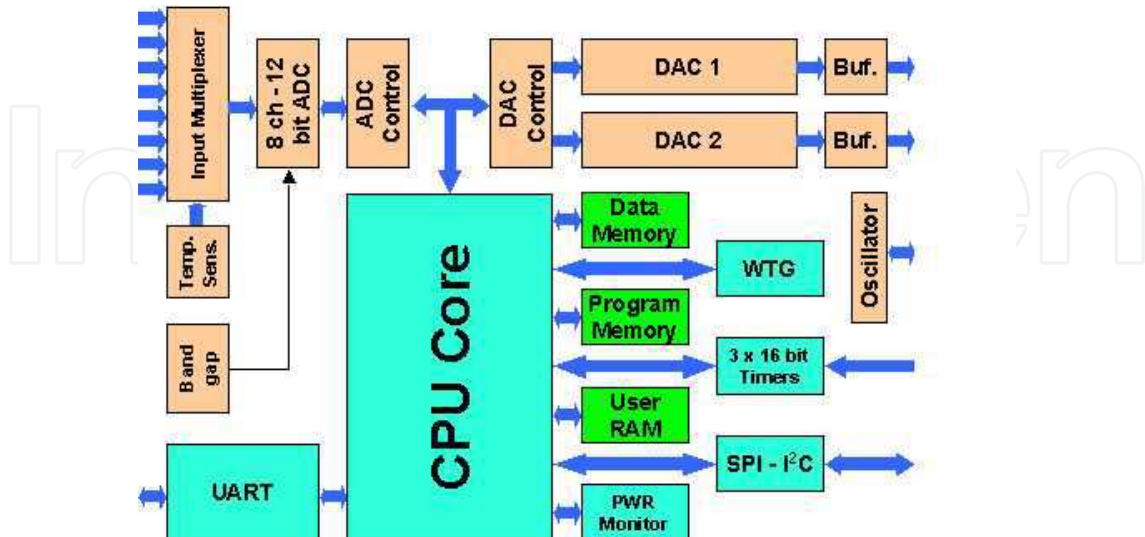 Input Multiplexer
8 ch - 12
bit ADC
ADC
Control
DAC
Control
DAC 1
Buf.
DAC 2
Buf.
Temp.
Sens.
Band
gap
CPU Core
Data
Memory
WTG
Oscillator
Program
Memory
3 x 16 bit
Timers
User
RAM
SPI - I²C
UART
PWR
Monitor